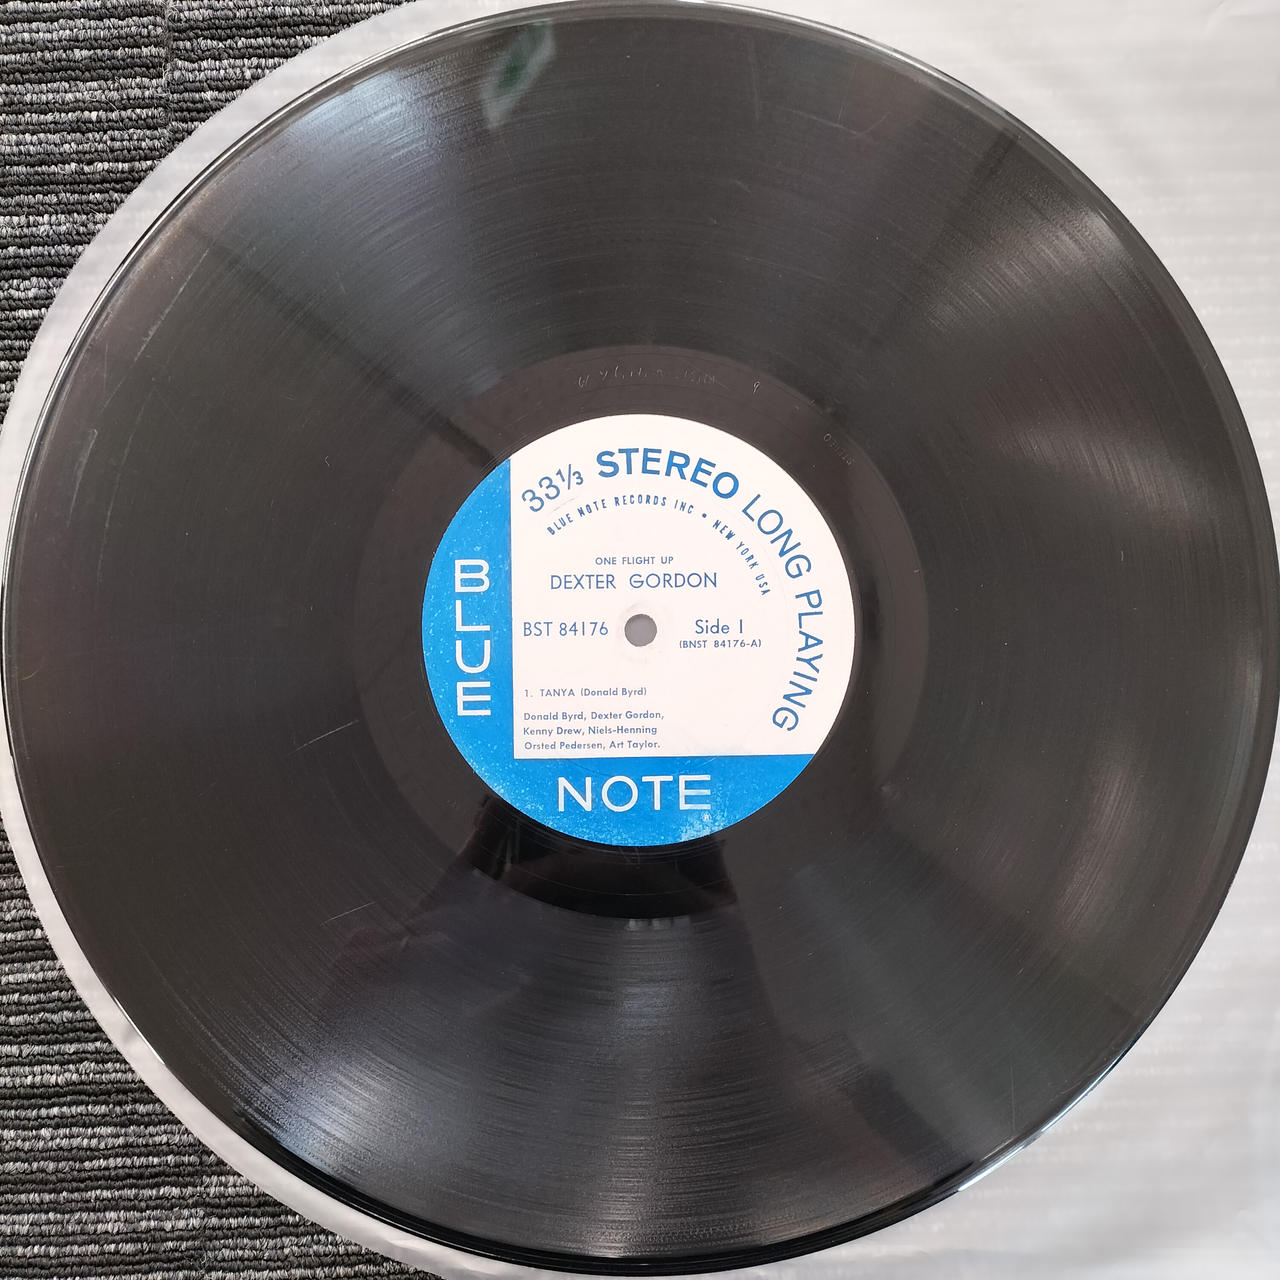 33⅓ STEREO LONG PLAYING
BLUE NOTE RECORDS INC • NEW YORK USA
ONE FLIGHT UP
DEXTER GORDON
BST 84176
Side 1
(BNST 84176-A)
1. TANYA (Donald Byrd)
Donald Byrd, Dexter Gordon,
Kenny Drew, Niels-Henning
Orsted Pedersen, Art Taylor.
BLUE
NOTE